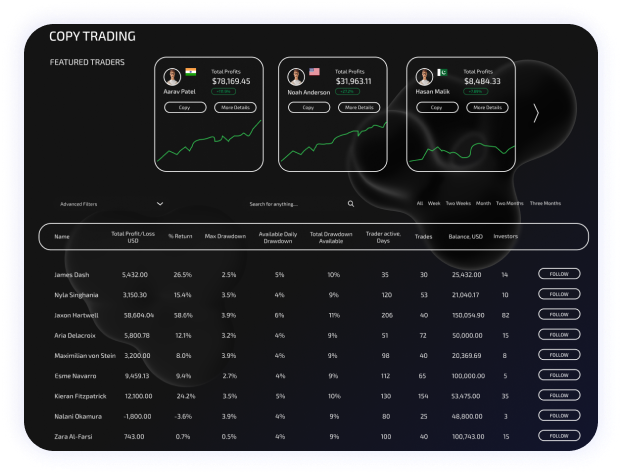 COPY TRADING
FEATURED TRADERS
Total Profits
$78,169.45
Aarav Patel
Copy More Details
Total Profits
$31,963.11
Noah Anderson
Copy More Details
Total Profits
$8,484.33
Hasan Malik
Copy More Details
Advanced Filters Search for anything... All Week Two Weeks Month Two Months Three Months
Name Total Profit/Loss USD % Return Max Drawdown Available Daily Drawdown Total Drawdown Available Trader active, Days Trades Balance, USD Investors
James Dash 5,432.00 26.5% 2.5% 5% 10% 35 30 25,432.00 14 FOLLOW
Nyla Singhania 3,150.30 15.4% 3.5% 4% 9% 120 53 21,040.17 10 FOLLOW
Jaxon Hartwell 58,604.04 58.6% 3.9% 6% 11% 206 40 150,054.90 82 FOLLOW
Aria Delacroix 5,800.78 12.1% 3.2% 4% 9% 51 72 50,000.00 15 FOLLOW
Maximilian von Stein 3,200.00 8.0% 3.9% 4% 9% 98 40 20,369.69 8 FOLLOW
Esme Navarro 9,459.13 9.4% 2.7% 4% 9% 112 65 100,000.00 5 FOLLOW
Kieran Fitzpatrick 12,100.00 24.2% 3.5% 5% 10% 130 154 53,475.00 35 FOLLOW
Nalani Okamura -1,800.00 -3.6% 3.9% 4% 9% 80 25 48,800.00 3 FOLLOW
Zara Al-Farsi 743.00 0.7% 0.5% 4% 9% 100 40 100,743.00 15 FOLLOW